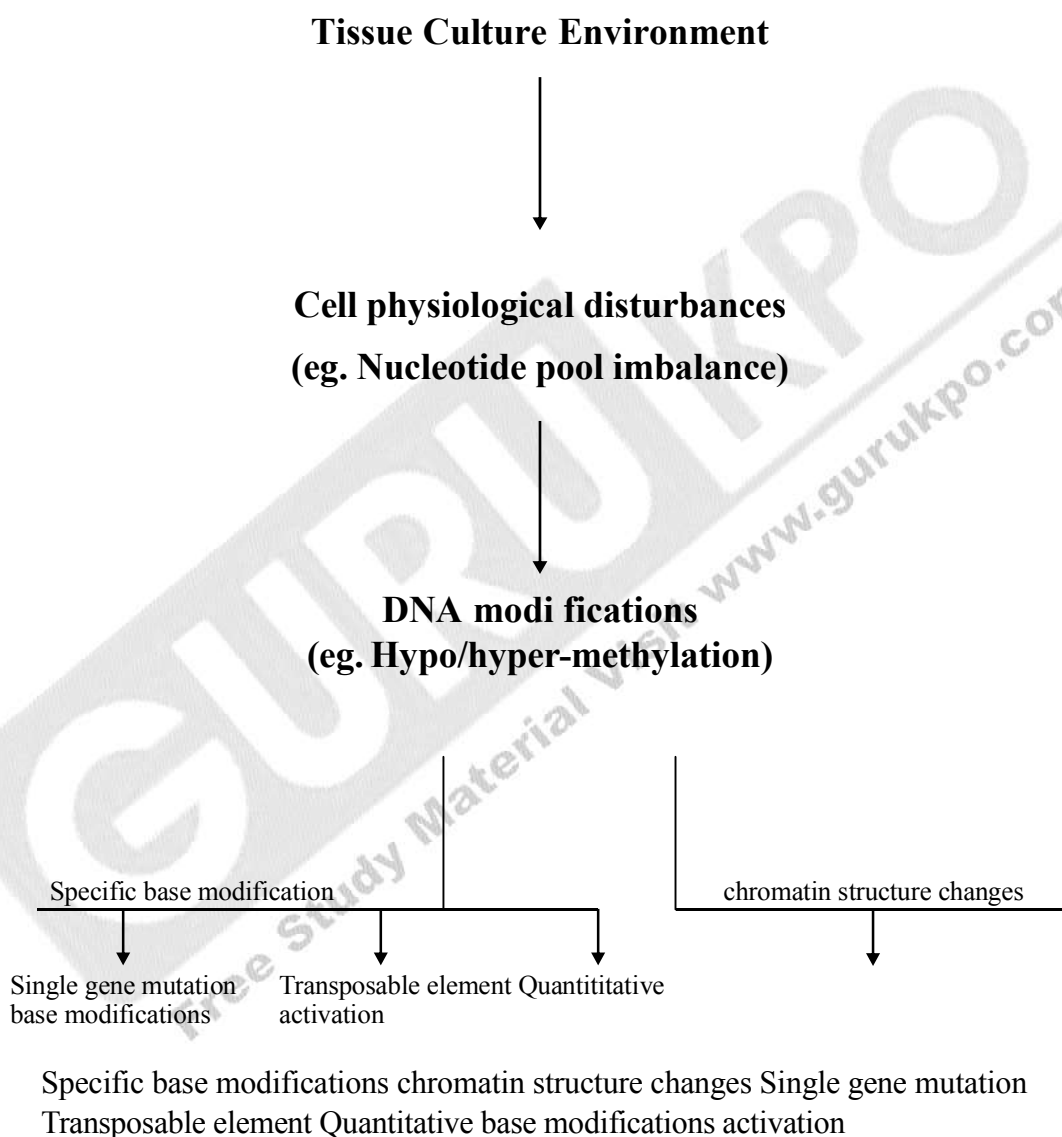 Tissue Culture Environment
Cell physiological disturbances
(eg. Nucleotide pool imbalance)
DNA modi fications
(eg. Hypo/hyper-methylation)
Specific base modification
chromatin structure changes
Single gene mutation
base modifications
Transposable element Quantititative
activation
Specific base modifications chromatin structure changes Single gene mutation
Transposable element Quantitative base modifications activation
GURUKPO
Free Study Material Visit www.gurukpo.com